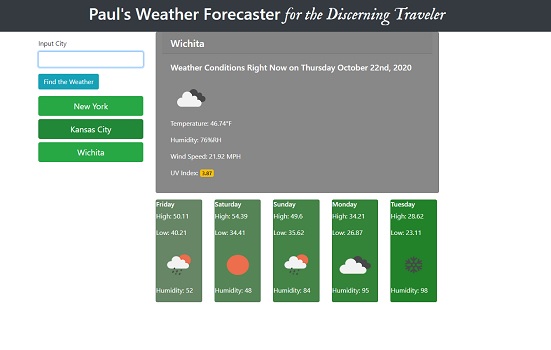 Paul's Weather Forecaster for the Discerning Traveler
Input City
Find the Weather
New York
Kansas City
Wichita
Wichita
Weather Conditions Right Now on Thursday October 22nd, 2020
Temperature: 46.74°F
Humidity: 76%RH
Wind Speed: 21.92 MPH
UV Index: 3.87
Friday
High: 50.11
Low: 40.21
Humidity: 52
Saturday
High: 54.39
Low: 34.41
Humidity: 48
Sunday
High: 49.6
Low: 35.62
Humidity: 84
Monday
High: 34.21
Low: 26.87
Humidity: 95
Tuesday
High: 28.62
Low: 23.11
Humidity: 98